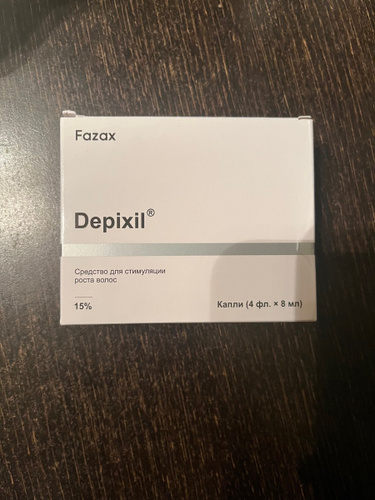 Fazax
Depixil®
Средство для стимуляции
роста волос
15%
Капли (4 фл. × 8 мл)